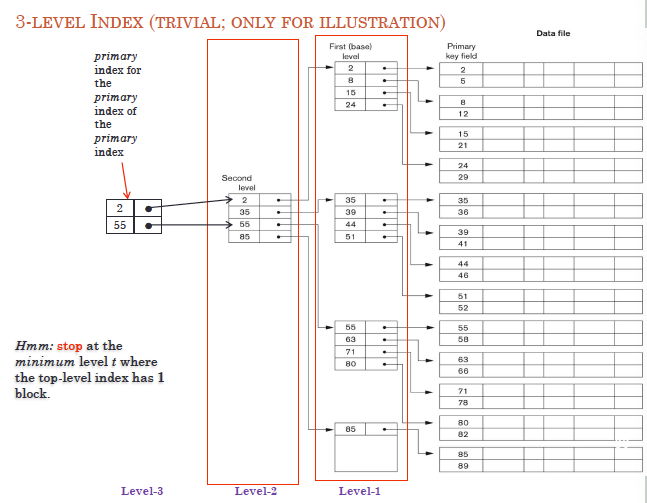 3-LEVEL INDEX (TRIVIAL; ONLY FOR ILLUSTRATION)
Data file
First (base)
level
Primary
key field
primary
index for
the
primary
index of
the
primary
index
2
8
15
24
2
5
8
12
15
21
24
29
Second
level
2
55
2
35
55
85
35
39
44
51
35
36
39
41
44
46
51
52
Hmm: stop at the
minimum level t where
the top-level index has 1
block.
55
63
71
80
55
58
63
66
71
78
80
82
85
85
89
Level-3
Level-2
Level-1